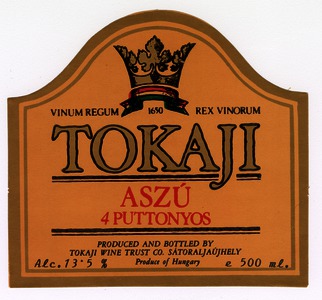 VINUM REGUM 1650 REX VINORUM
TOKAJI
ASZÚ
4 PUTTONYOS
PRODUCED AND BOTTLED BY
TOKAJI WINE TRUST CO. SÁTORALJAÚJHELY
Alc. 13·5 % Produce of Hungary e 500 ml.